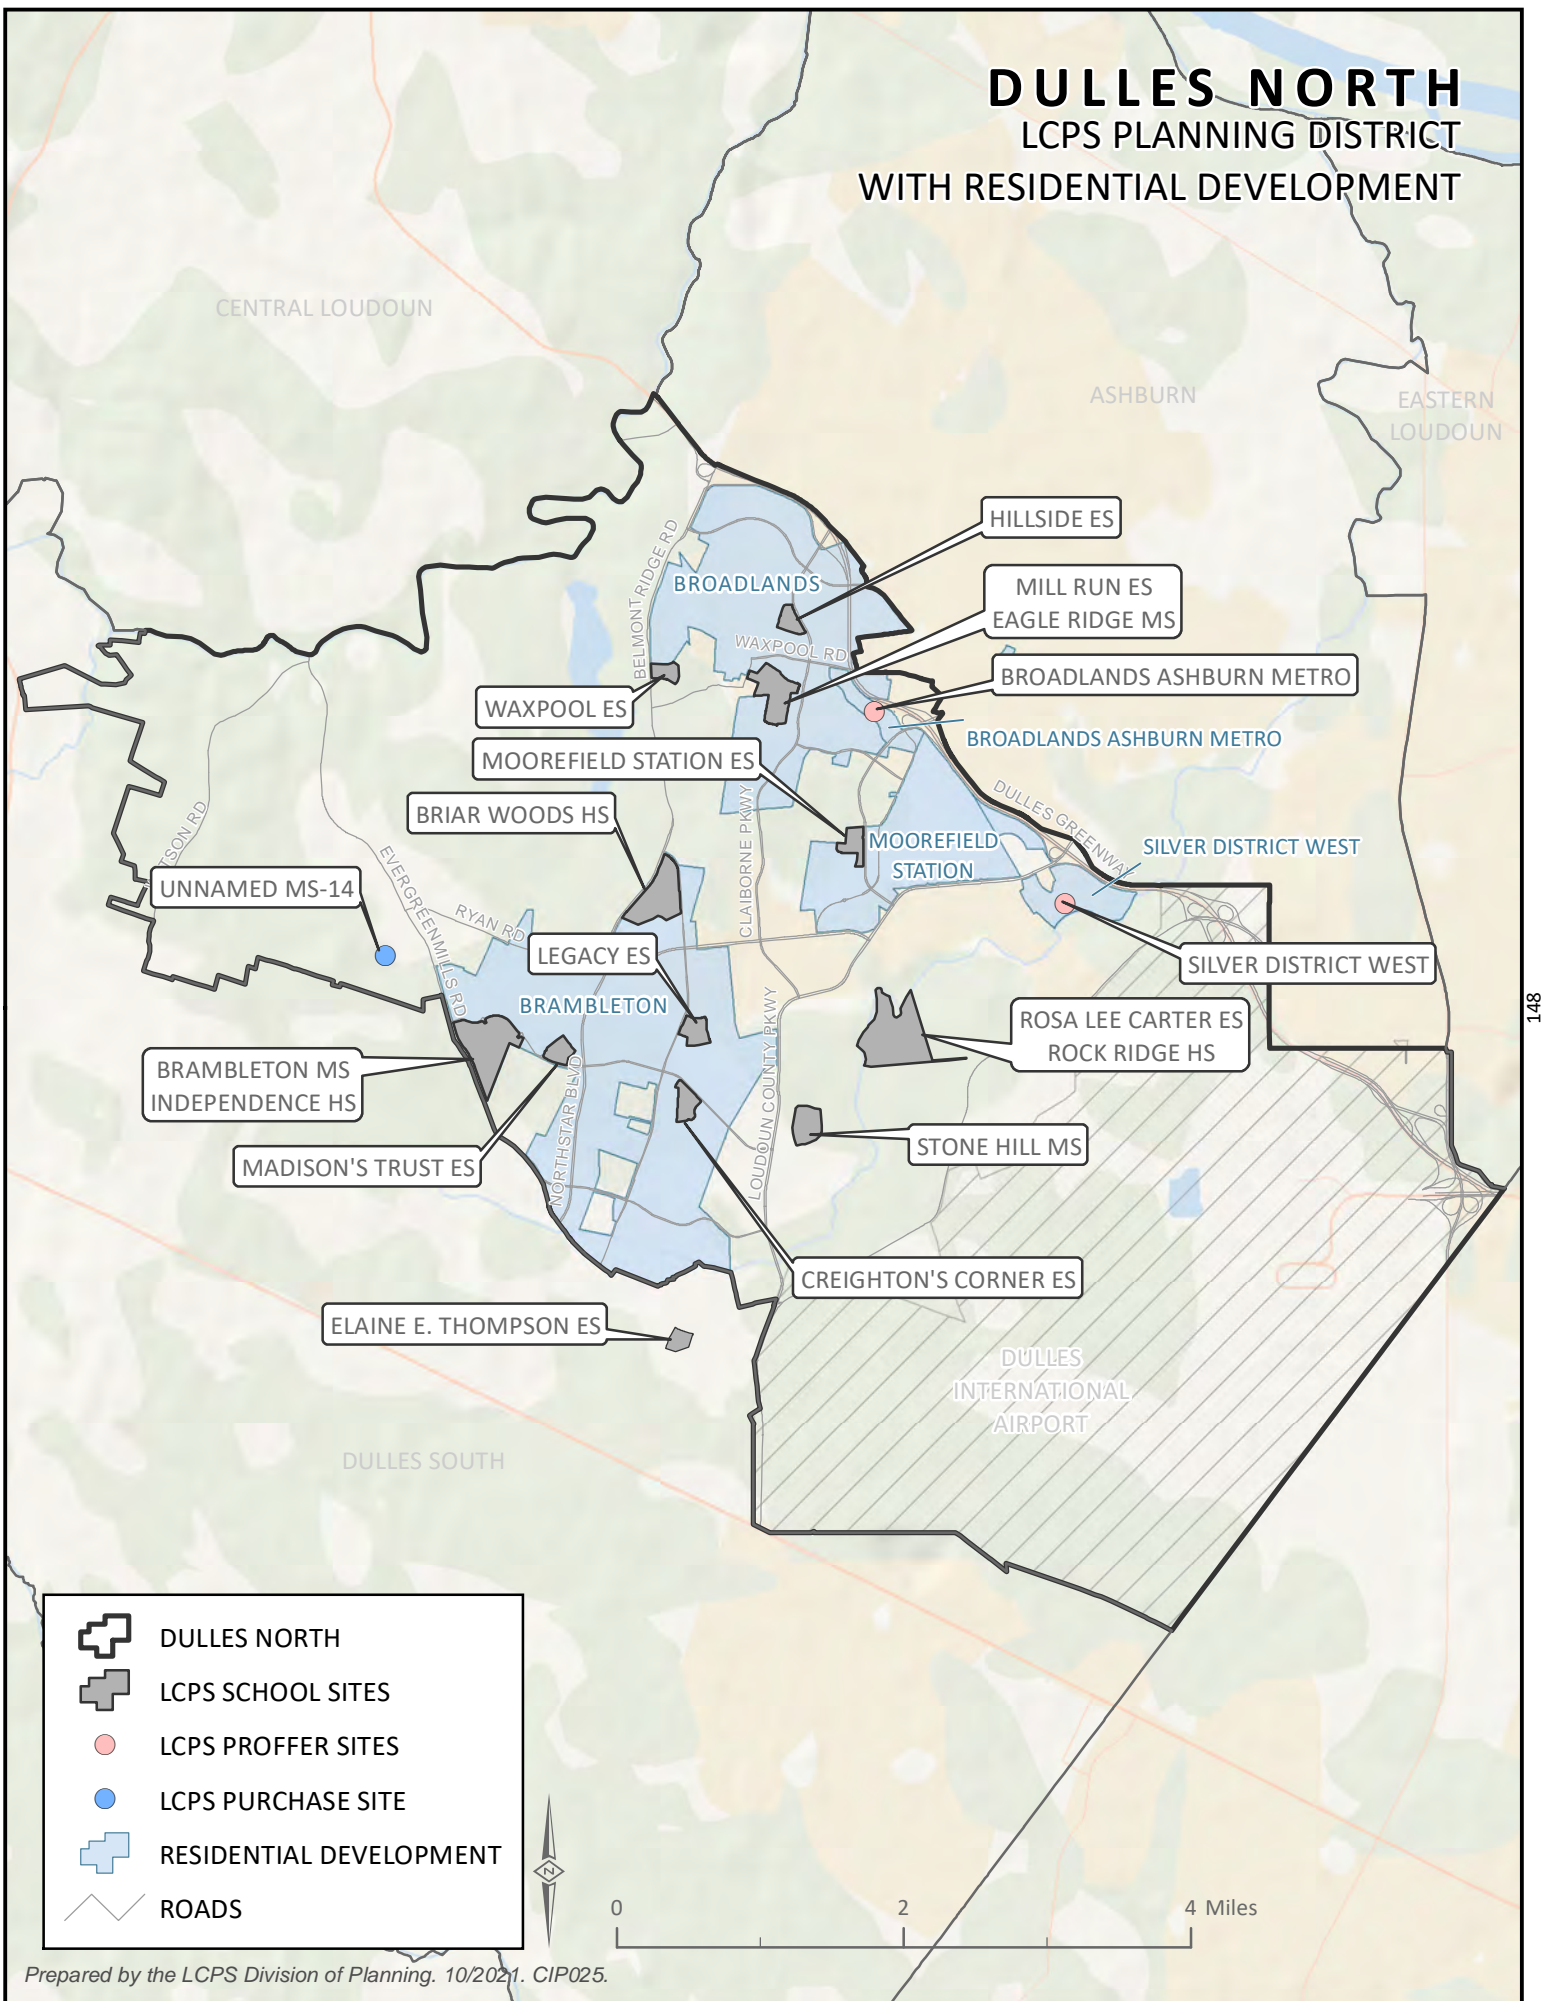 DULLES NORTH
LCPS PLANNING DISTRICT
WITH RESIDENTIAL DEVELOPMENT
CENTRAL LOUDOUN
ASHBURN
EASTERN
LOUDOUN
HILLSIDE ES
BELMONT RIDGE RD
BROADLANDS
MILL RUN ES
EAGLE RIDGE MS
WAXPOOL RD
BROADLANDS ASHBURN METRO
WAXPOOL ES
BROADLANDS ASHBURN METRO
MOOREFIELD STATION ES
DULLES GREENWAY
BRIAR WOODS HS
CLAIBORNE PKWY
MOOREFIELD
STATION
SILVER DISTRICT WEST
TSON RD
EVERGREEN MILLS RD
UNNAMED MS-14
RYAN RD
LEGACY ES
SILVER DISTRICT WEST
BRAMBLETON
LOUDOUN COUNTY PKWY
ROSA LEE CARTER ES
ROCK RIDGE HS
148
BRAMBLETON MS
INDEPENDENCE HS
NORTHSTAR BLVD
STONE HILL MS
MADISON'S TRUST ES
CREIGHTON'S CORNER ES
ELAINE E. THOMPSON ES
DULLES
INTERNATIONAL
AIRPORT
DULLES SOUTH
DULLES NORTH
LCPS SCHOOL SITES
LCPS PROFFER SITES
LCPS PURCHASE SITE
RESIDENTIAL DEVELOPMENT
ROADS
N
0 2 4 Miles
Prepared by the LCPS Division of Planning. 10/2021. CIP025.